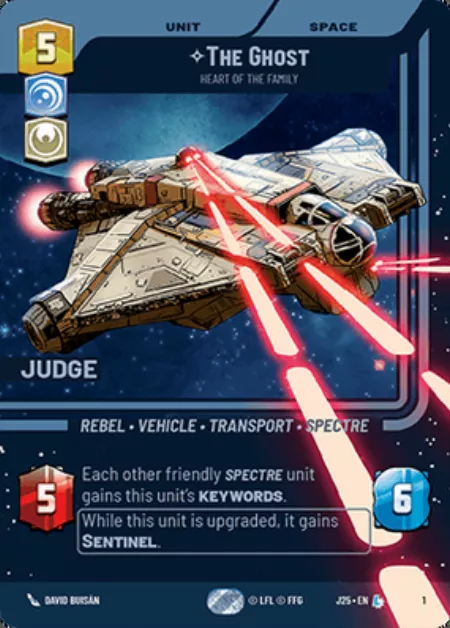 UNIT
SPACE
5
THE GHOST
HEART OF THE FAMILY
JUDGE
REBEL • VEHICLE • TRANSPORT • SPECTRE
5
Each other friendly SPECTRE unit
gains this unit's KEYWORDS.
6
While this unit is upgraded, it gains
SENTINEL.
DAVID BUISÁN
© LFL © FFG
J25 • EN
L
1